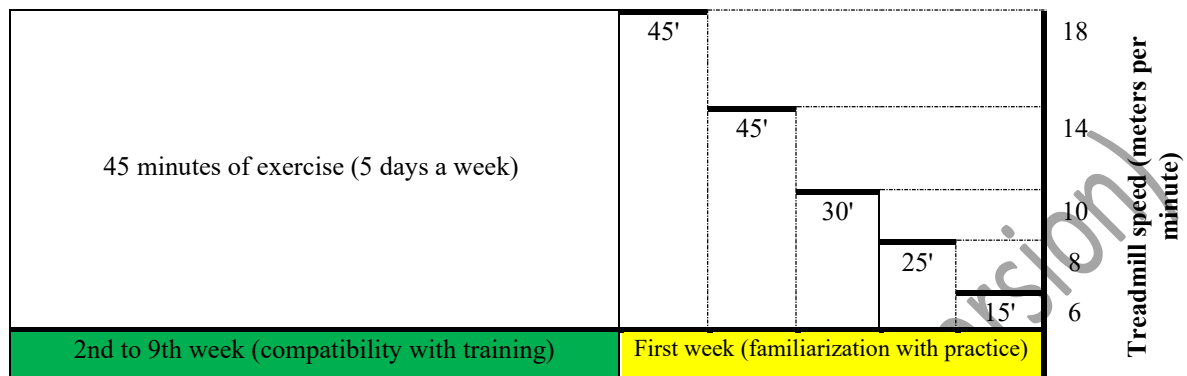 45'
18
45'
14
45 minutes of exercise (5 days a week)
30'
10
25'
8
15'
6
Treadmill speed (meters per
minute)
2nd to 9th week (compatibility with training)
First week (familiarization with practice)